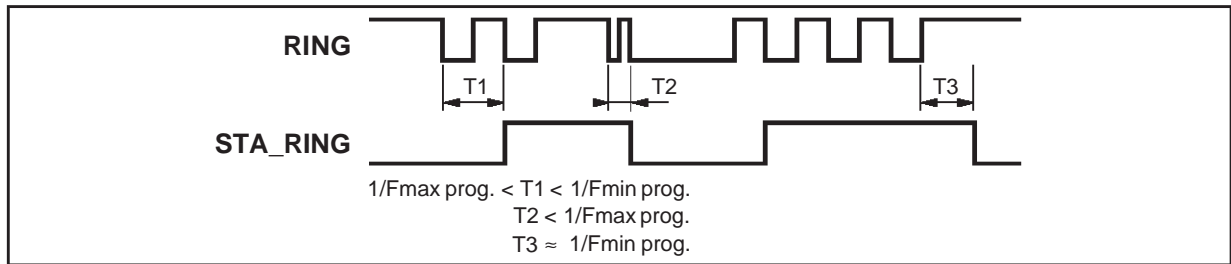 RING
T1
T2
T3
STA_RING
1/Fmax prog. < T1 < 1/Fmin prog.
T2 < 1/Fmax prog.
T3 ≈ 1/Fmin prog.